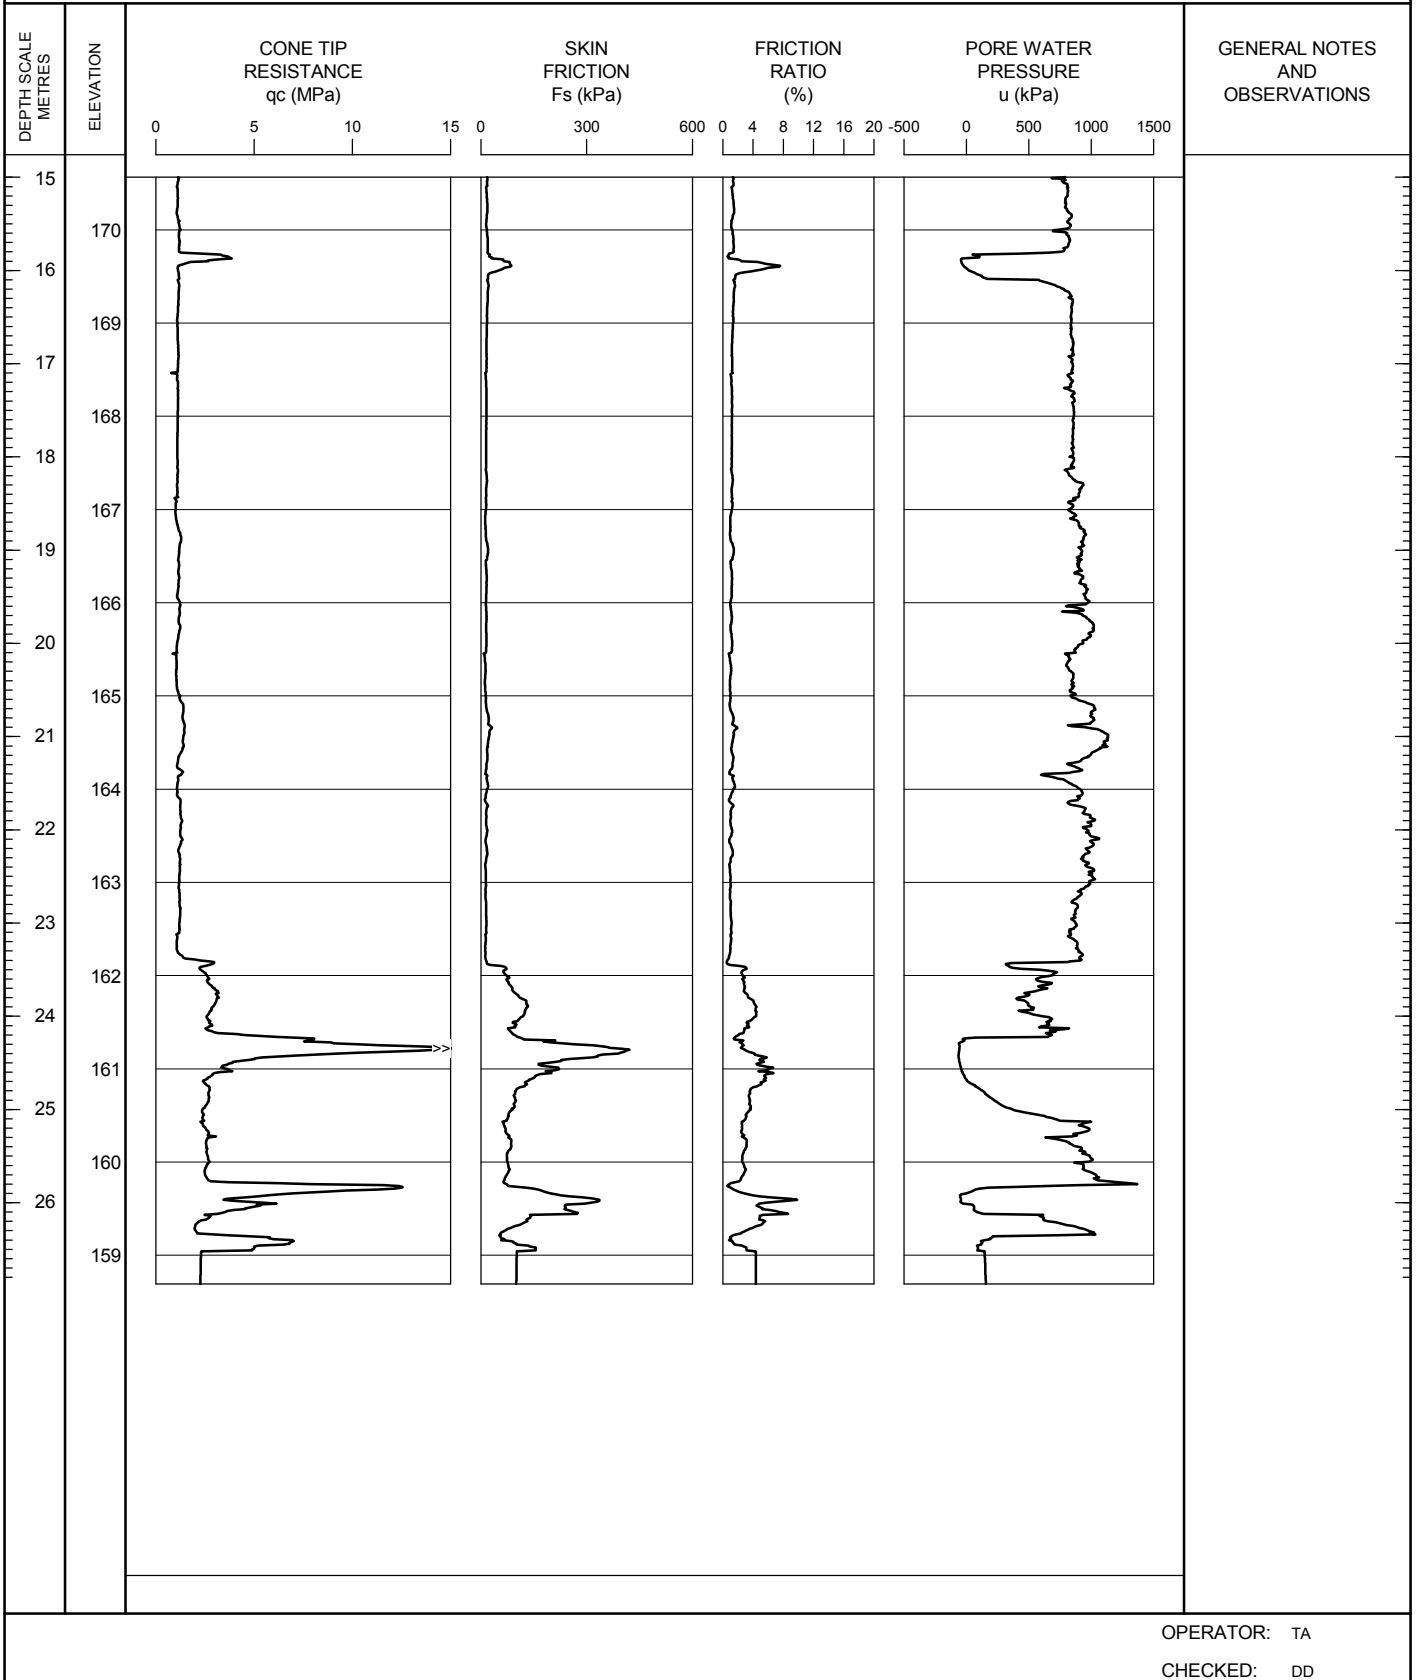 DEPTH SCALE
METRES
ELEVATION
CONE TIP
RESISTANCE
qc (MPa)
SKIN
FRICTION
Fs (kPa)
FRICTION
RATIO
(%)
PORE WATER
PRESSURE
u (kPa)
GENERAL NOTES
AND
OBSERVATIONS
0 5 10 15
0 300 600
0 4 8 12 16 20
-500 0 500 1000 1500
15
170
16
169
17
168
18
167
19
166
20
165
21
164
22
163
23
162
24
>>
161
25
160
26
159
OPERATOR: TA
CHECKED: DD